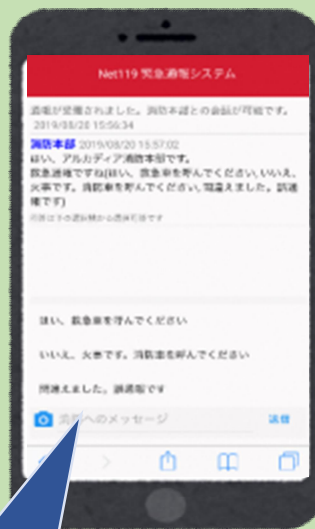 Net119 緊急通報システム
通報が受理されました。消防本部との会話が可能です。
2019/08/20 15:56:34
消防本部 2019/08/20 15:57:02
はい、アルカディア消防本部です。
救急通報ですね(はい、救急車を呼んでください,いいえ、
火事です。消防車を呼んでください,間違えました。誤通
報です)
はい、救急車を呼んでください
いいえ、火事です。消防車を呼んでください
間違えました。誤通報です
へのメッセージ
送信